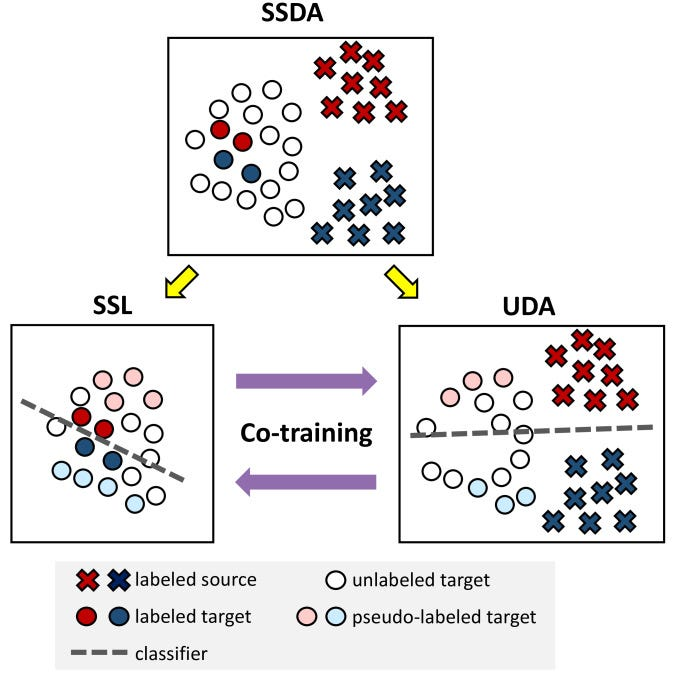 SSDA
SSL
UDA
Co-training
labeled source
unlabeled target
labeled target
pseudo-labeled target
classifier